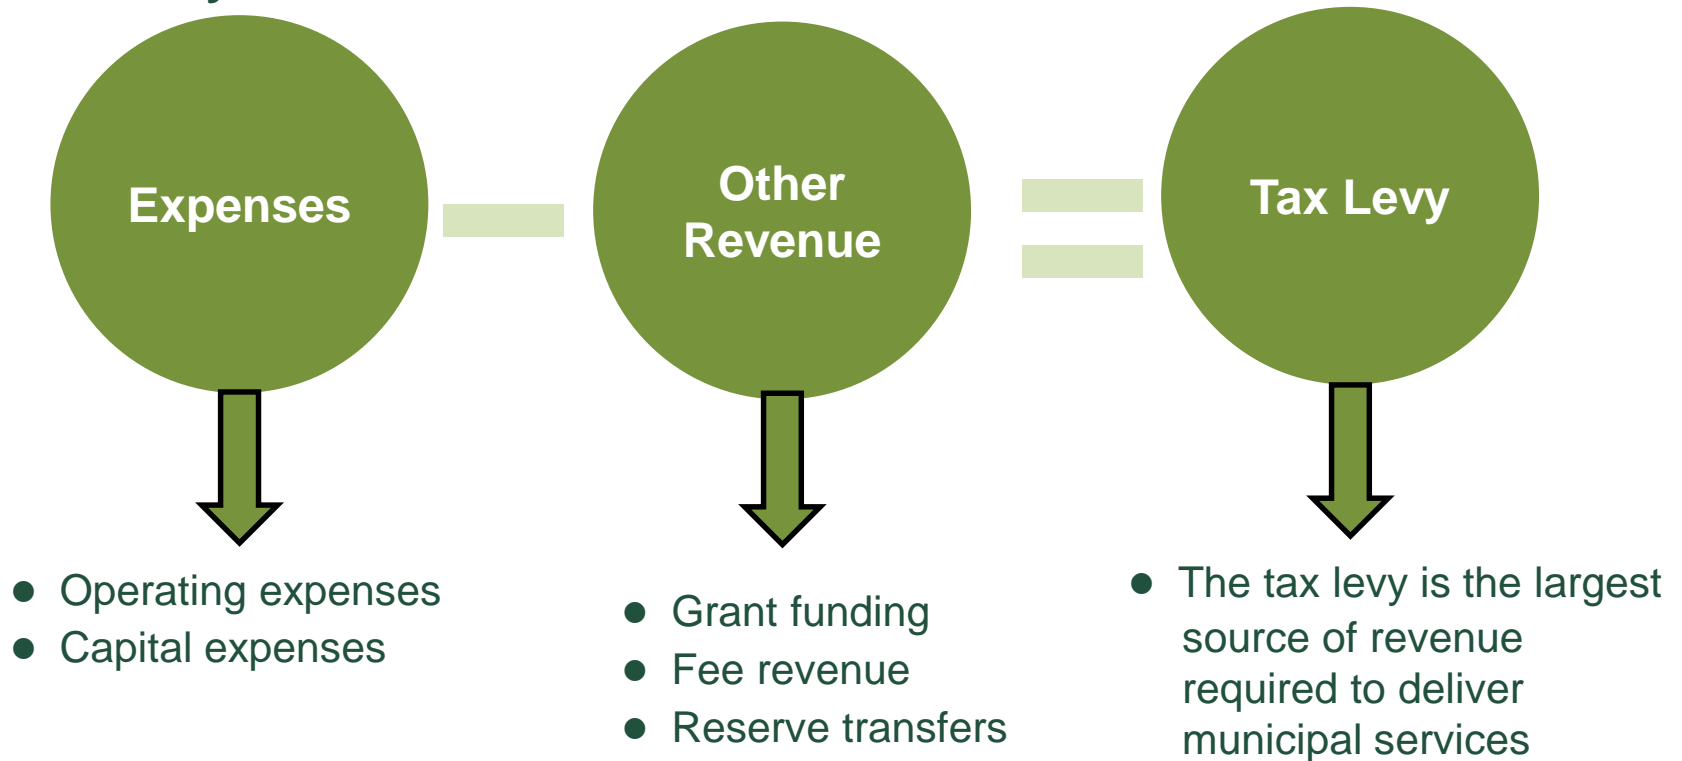 Expenses
Other
Revenue
Tax Levy
● Operating expenses
● Capital expenses
● Grant funding
● Fee revenue
● Reserve transfers
● The tax levy is the largest
source of revenue
required to deliver
municipal services